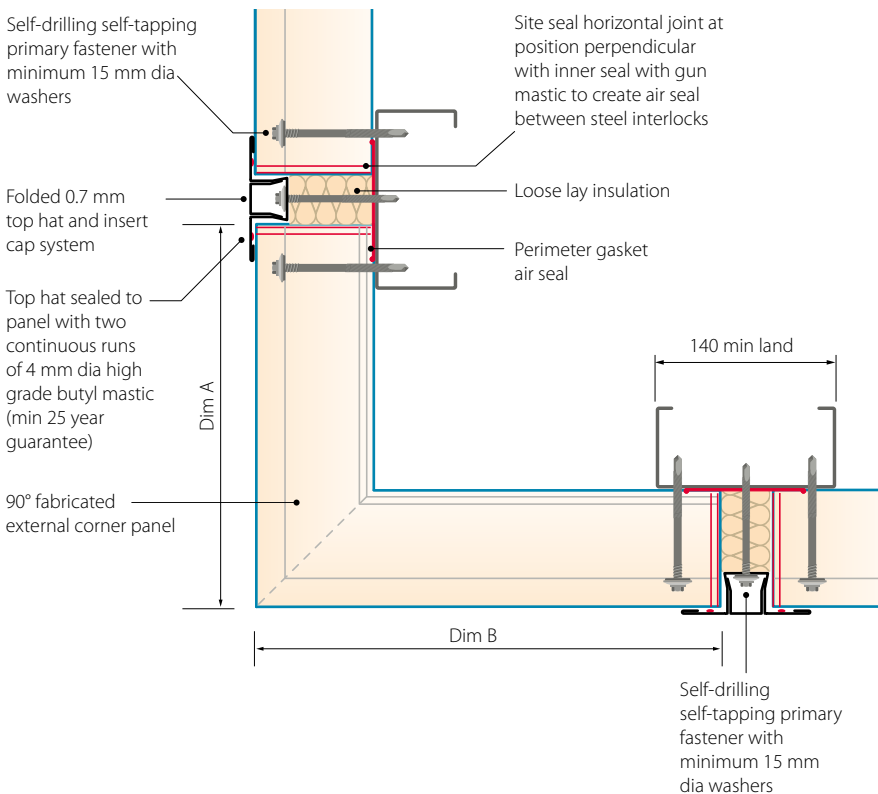 Self-drilling self-tapping
primary fastener with
minimum 15 mm dia
washers
Site seal horizontal joint at
position perpendicular
with inner seal with gun
mastic to create air seal
between steel interlocks
Folded 0.7 mm
top hat and insert
cap system
Loose lay insulation
Perimeter gasket
air seal
Top hat sealed to
panel with two
continuous runs
of 4 mm dia high
grade butyl mastic
(min 25 year
guarantee)
Dim A
140 min land
90° fabricated
external corner panel
Dim B
Self-drilling
self-tapping primary
fastener with
minimum 15 mm
dia washers